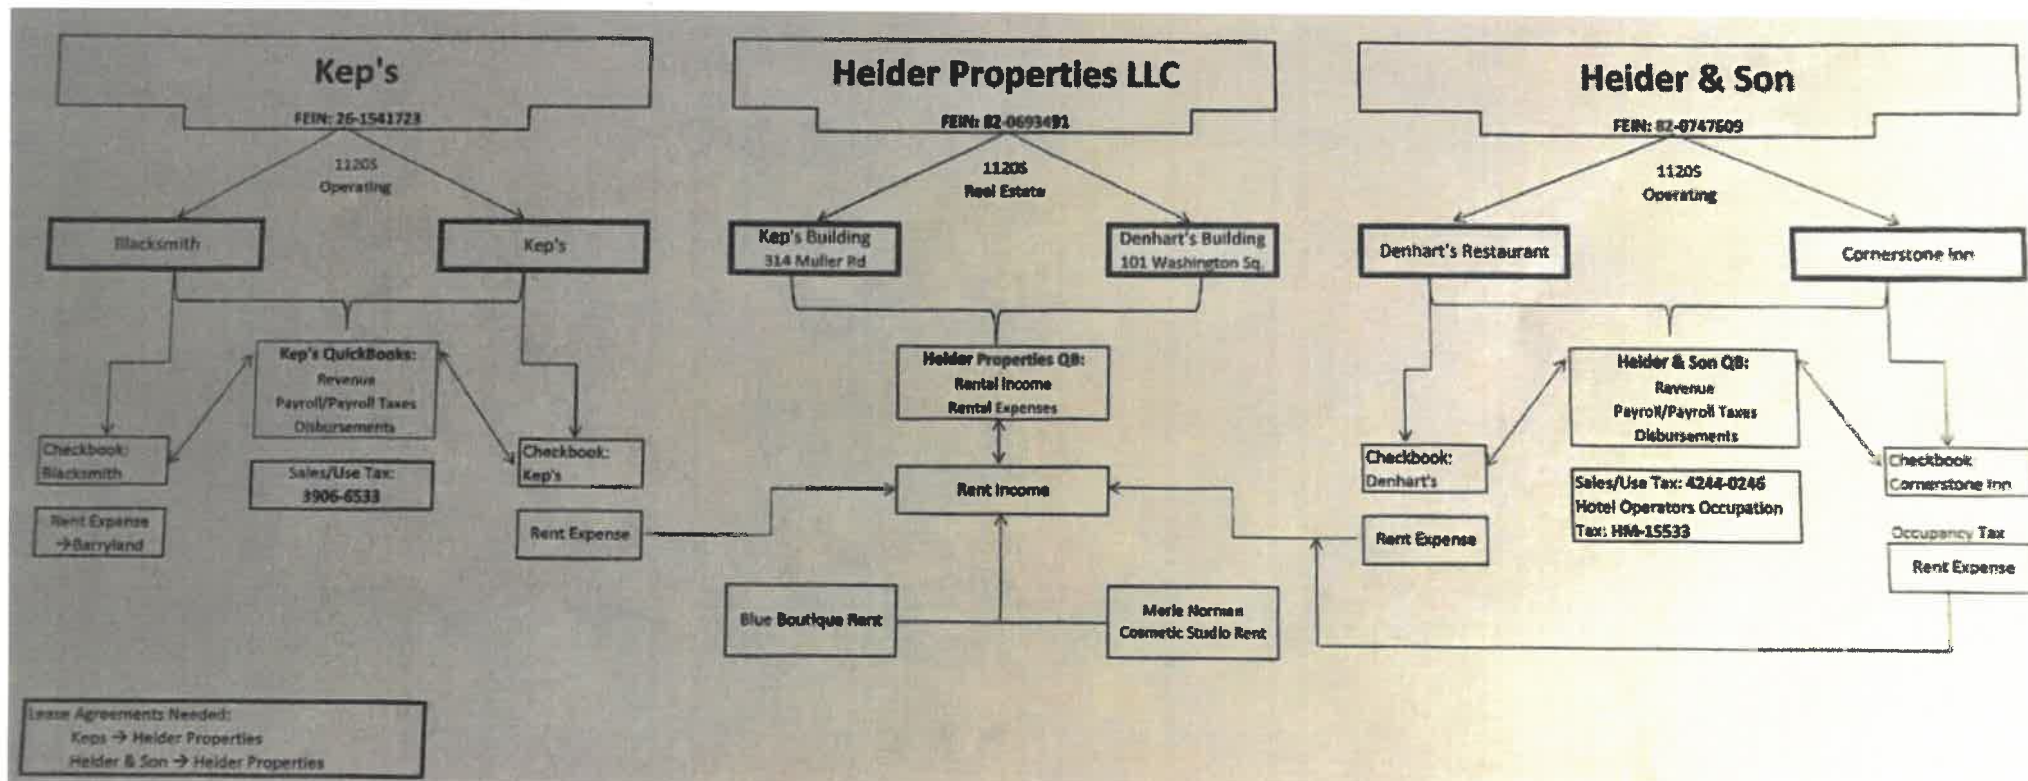 Kep's
FEIN: 26-1541723
1120S
Operating
Blacksmith
Kep's
Kep's QuickBooks:
Revenue
Payroll/Payroll Taxes
Disbursements
Checkbook:
Blacksmith
Checkbook:
Kep's
Sales/Use Tax:
3906-6533
Rent Expense
→Barryland
Rent Expense
Heider Properties LLC
FEIN: 82-0693491
1120S
Real Estate
Kep's Building
314 Muller Rd
Denhart's Building
101 Washington Sq.
Heider Properties QB:
Rental Income
Rental Expenses
Rent Income
Blue Boutique Rent
Merle Norman
Cosmetic Studio Rent
Heider & Son
FEIN: 82-0747609
1120S
Operating
Denhart's Restaurant
Cornerstone Inn
Heider & Son QB:
Revenue
Payroll/Payroll Taxes
Disbursements
Checkbook:
Denhart's
Checkbook:
Cornerstone Inn
Sales/Use Tax: 4244-0246
Hotel Operators Occupation
Tax: HM-15533
Rent Expense
Occupancy Tax
Rent Expense
Lease Agreements Needed:
Keps → Heider Properties
Heider & Son → Heider Properties